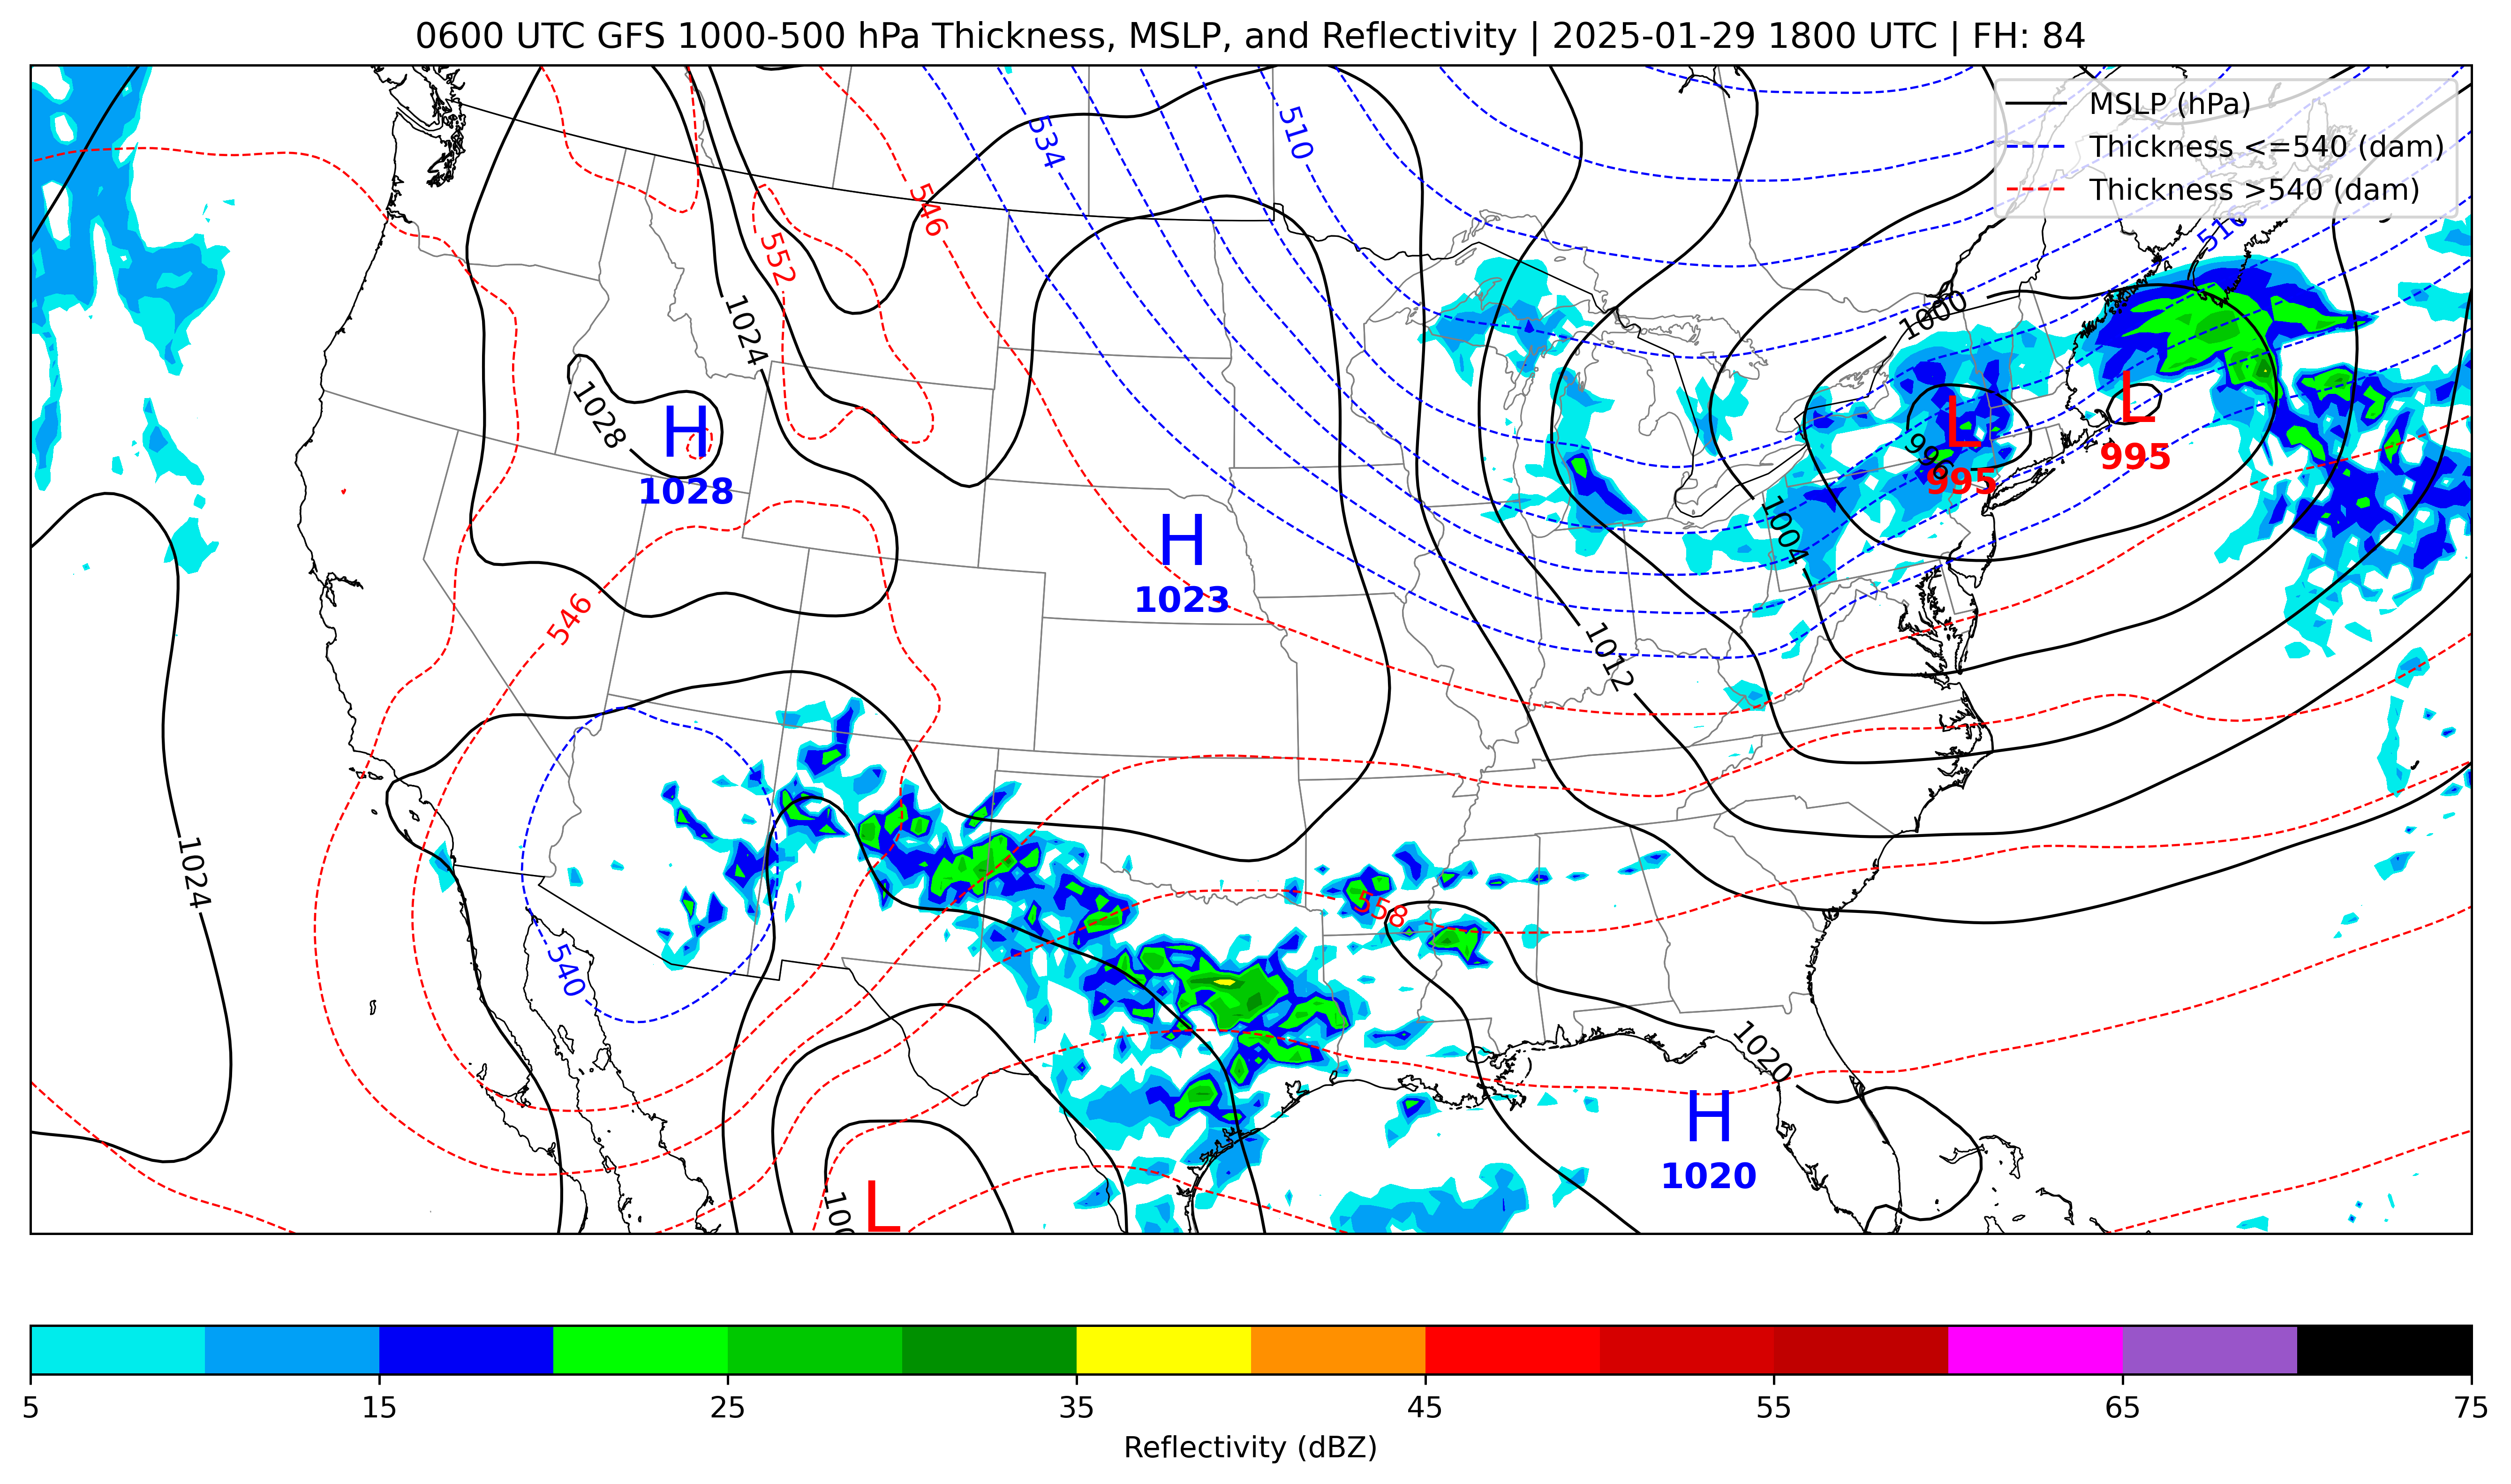 0600 UTC GFS 1000-500 hPa Thickness, MSLP, and Reflectivity | 2025-01-29 1800 UTC | FH: 84
MSLP (hPa)
Thickness <=540 (dam)
Thickness >540 (dam)
534
510
546
516
552
1024
1000
1028
H
1028
L
996
995
L
995
H
1023
1004
546
1012
1024
558
540
1020
H
1020
L
5
15
25
35
45
55
65
75
Reflectivity (dBZ)